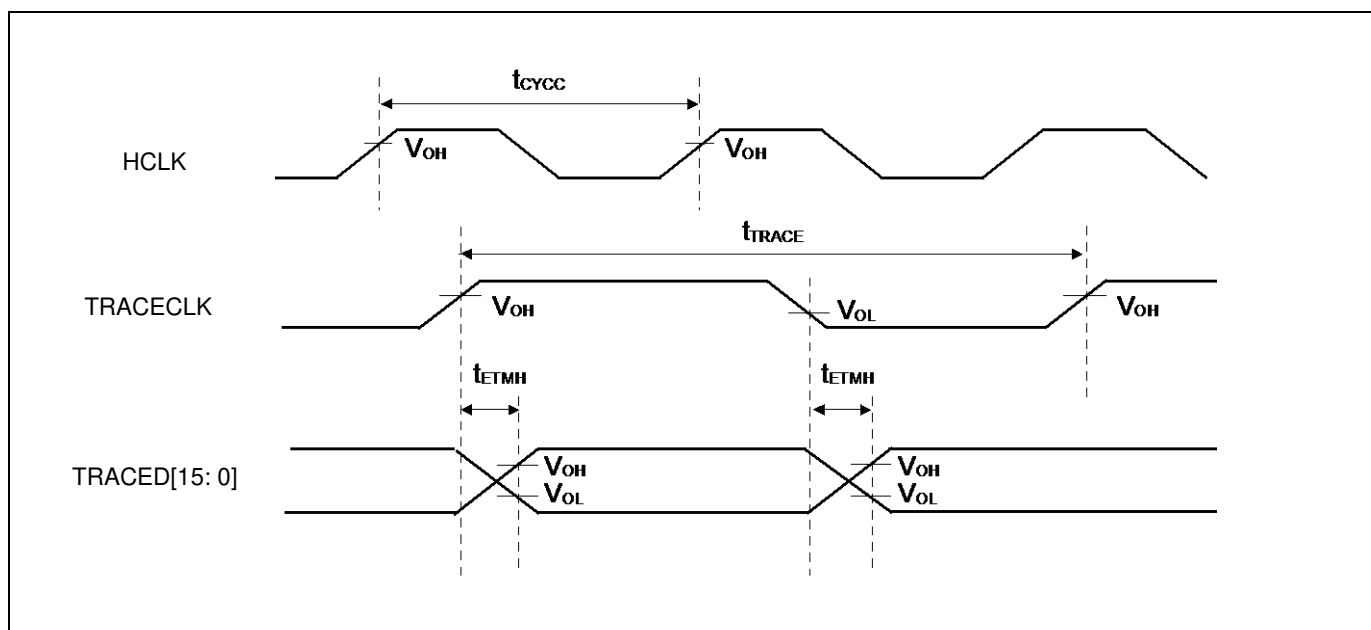 tCYCC
HCLK
VOH
VOH
tTRACE
TRACECLK
VOH
VOL
VOH
tETMH
tETMH
TRACED[15: 0]
VOH
VOL
VOH
VOL